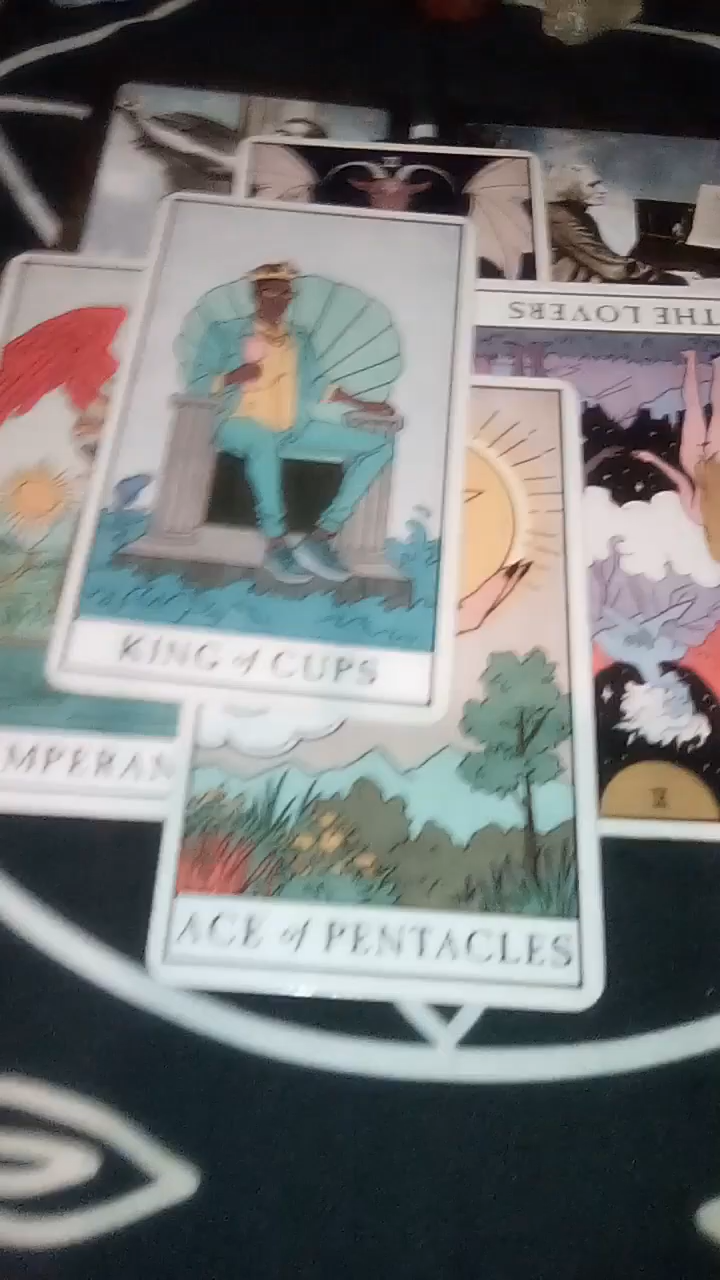 THE LOVERS
KING of CUPS
MPERAN
ACE of PENTACLES